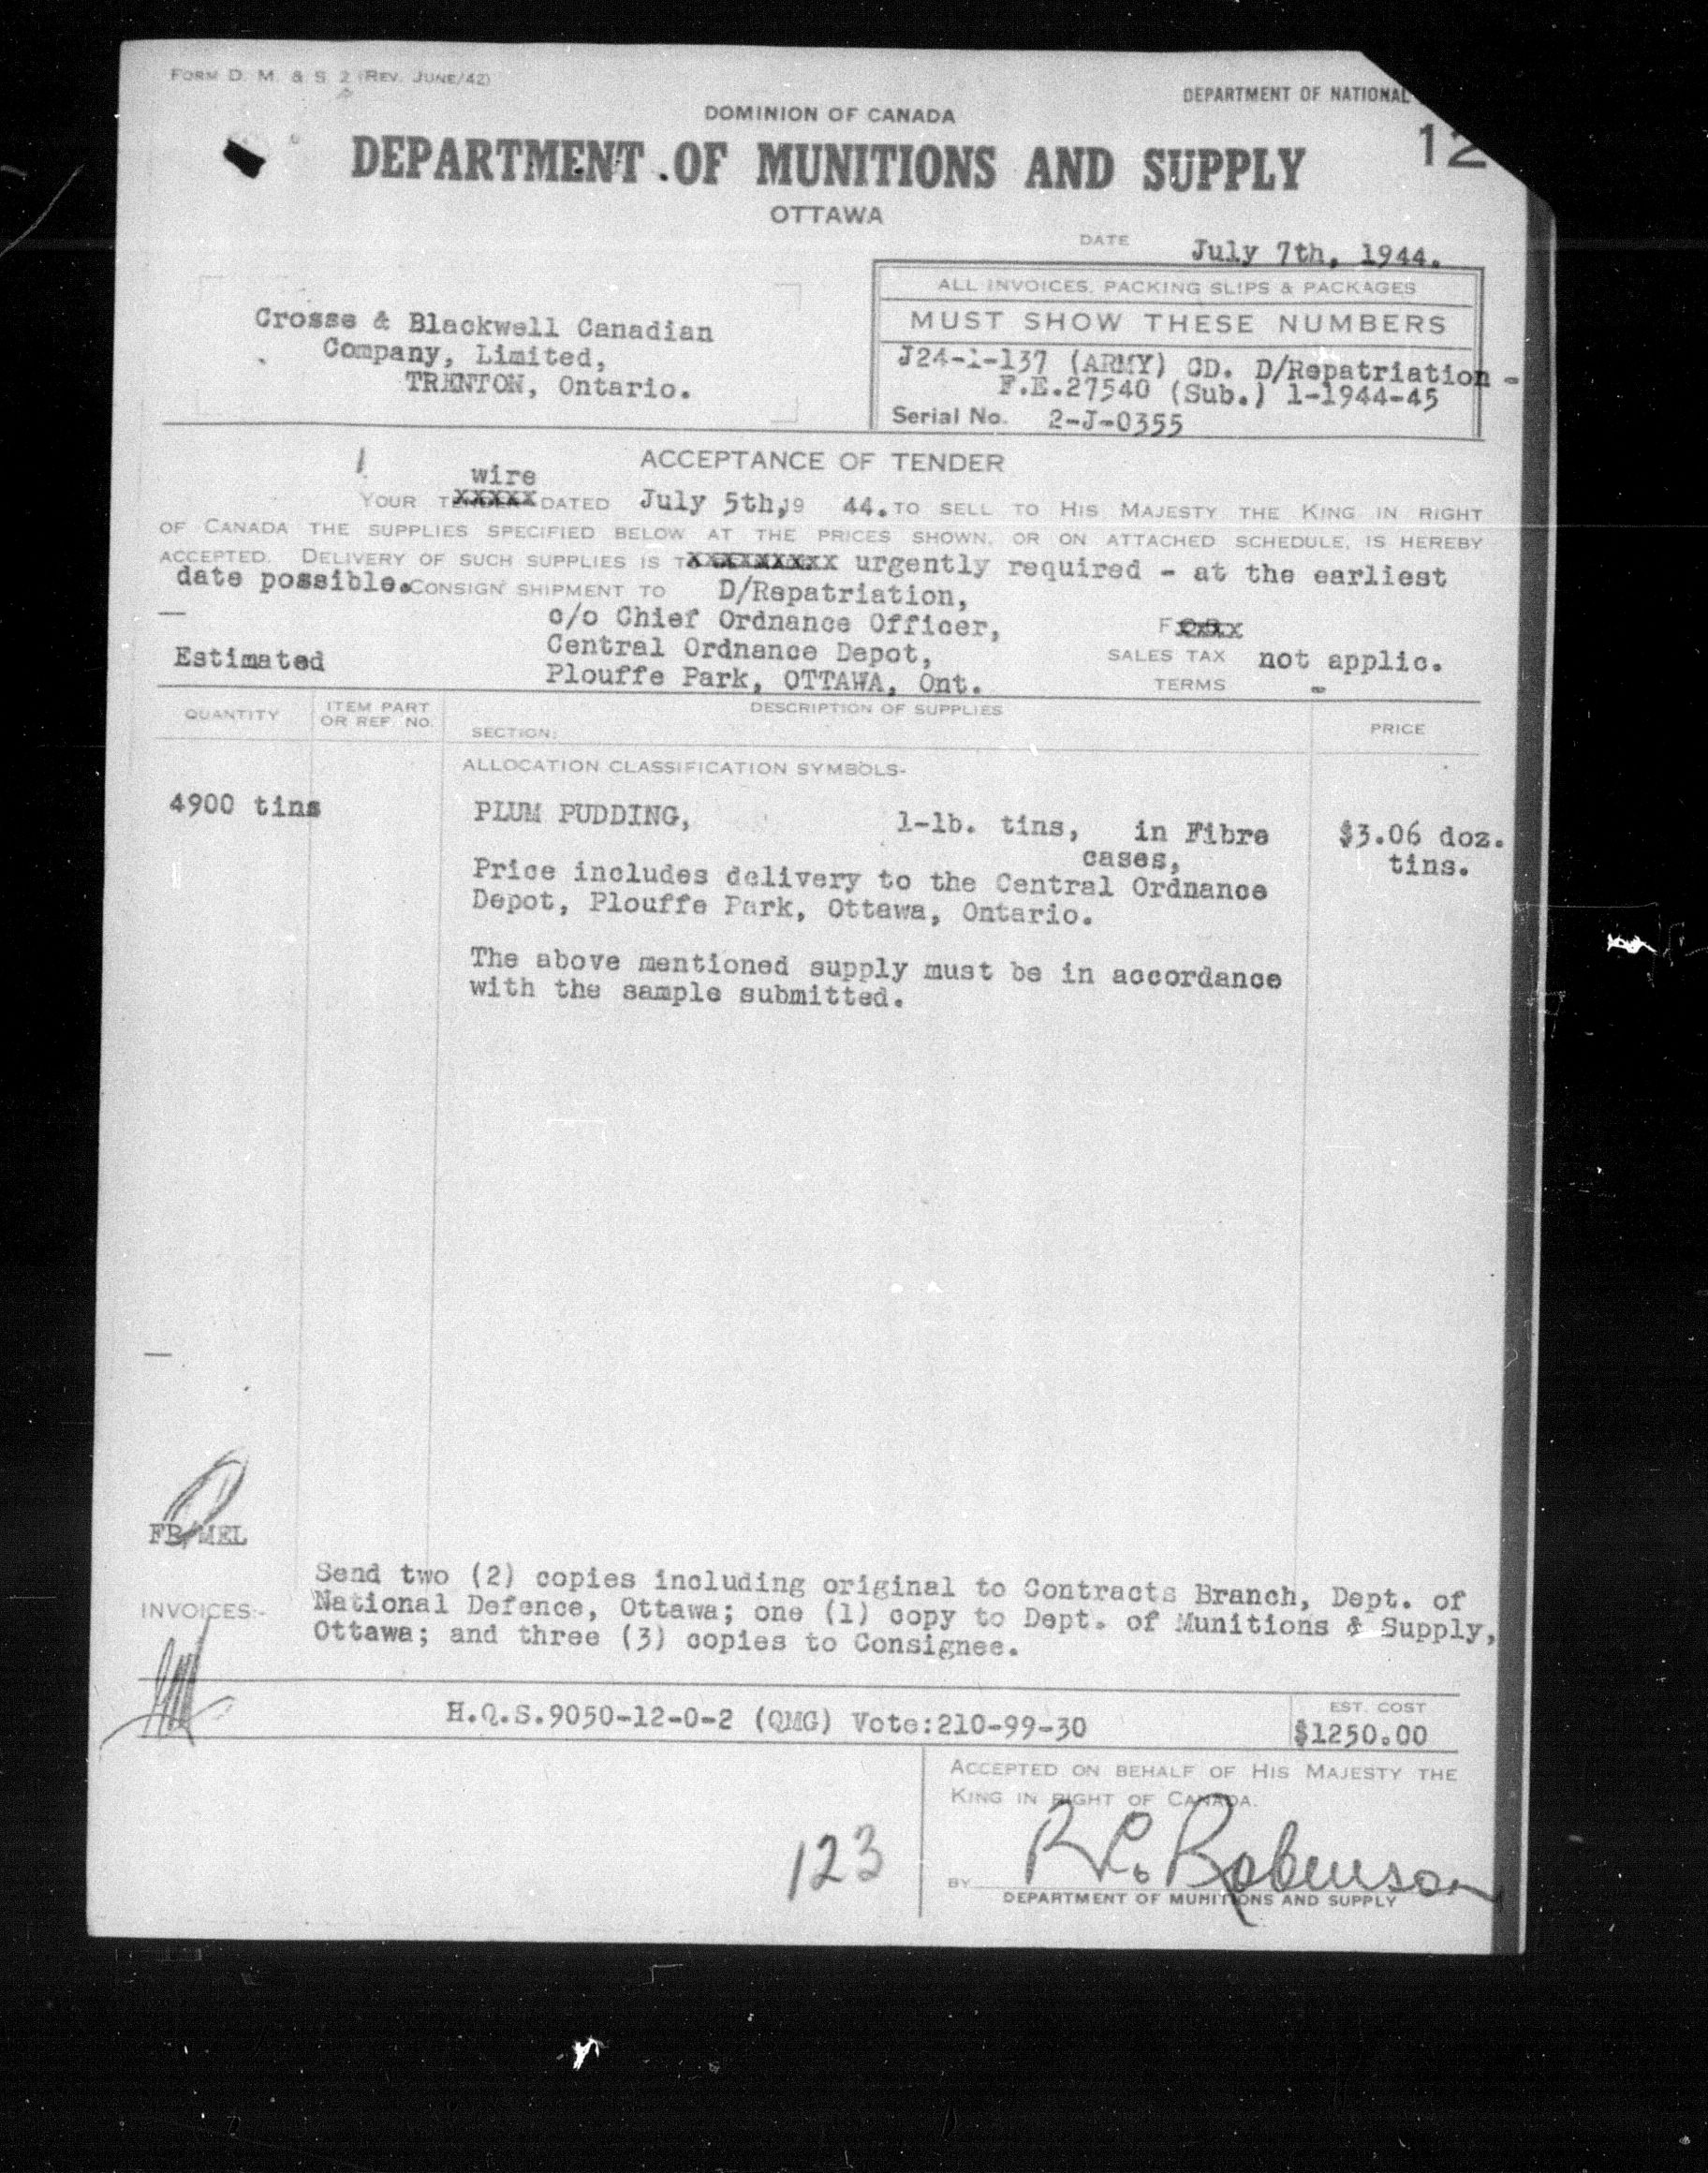 FORM D. M. & S. 2 (REV. JUNE/42)
DEPARTMENT OF NATIONAL
DOMINION OF CANADA
12
DEPARTMENT OF MUNITIONS AND SUPPLY
OTTAWA
DATE July 7th, 1944.
ALL INVOICES, PACKING SLIPS & PACKAGES
MUST SHOW THESE NUMBERS
J24-1-137 (ARMY) CD. D/Repatriation -
F.E.27540 (Sub.) 1-1944-45
Serial No. 2-J-0355
Crosse & Blackwell Canadian
Company, Limited,
TRENTON, Ontario.
ACCEPTANCE OF TENDER
wire
YOUR TENDER DATED July 5th, 19 44. TO SELL TO HIS MAJESTY THE KING IN RIGHT
OF CANADA THE SUPPLIES SPECIFIED BELOW AT THE PRICES SHOWN, OR ON ATTACHED SCHEDULE, IS HEREBY
ACCEPTED. DELIVERY OF SUCH SUPPLIES IS TXXXXXXXXX urgently required - at the earliest
date possible. CONSIGN SHIPMENT TO D/Repatriation,
c/o Chief Ordnance Officer,
Central Ordnance Depot,
Plouffe Park, OTTAWA, Ont.
Estimated
F.O.B.
SALES TAX not applic.
TERMS -
QUANTITY
ITEM PART
OR REF. NO.
DESCRIPTION OF SUPPLIES
SECTION:
PRICE
ALLOCATION CLASSIFICATION SYMBOLS-
4900 tins PLUM PUDDING, 1-lb. tins, in Fibre $3.06 doz.
cases, tins.
Price includes delivery to the Central Ordnance
Depot, Plouffe Park, Ottawa, Ontario.
The above mentioned supply must be in accordance
with the sample submitted.
FB/MEL
INVOICES:-
Send two (2) copies including original to Contracts Branch, Dept. of
National Defence, Ottawa; one (1) copy to Dept. of Munitions & Supply,
Ottawa; and three (3) copies to Consignee.
H.Q.S.9050-12-0-2 (QMG) Vote:210-99-30
EST. COST
$1250.00
ACCEPTED ON BEHALF OF HIS MAJESTY THE
KING IN RIGHT OF CANADA.
123
BY R.C. Robinson
DEPARTMENT OF MUNITIONS AND SUPPLY